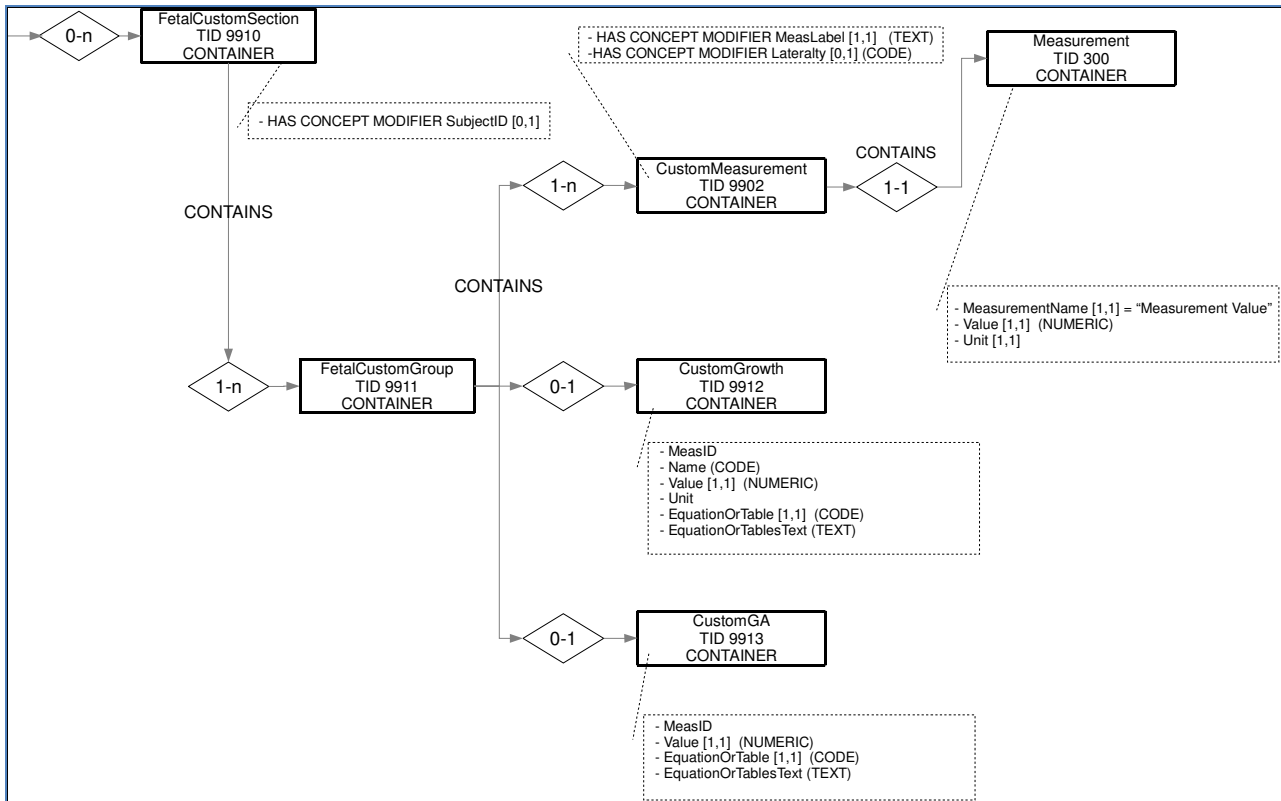 0-n
FetalCustomSection
TID 9910
CONTAINER
- HAS CONCEPT MODIFIER SubjectID [0,1]
- HAS CONCEPT MODIFIER MeasLabel [1,1] (TEXT)
-HAS CONCEPT MODIFIER Lateralty [0,1] (CODE)
Measurement
TID 300
CONTAINER
CONTAINS
1-n
CustomMeasurement
TID 9902
CONTAINER
CONTAINS
1-1
- MeasurementName [1,1] = “Measurement Value”
- Value [1,1] (NUMERIC)
- Unit [1,1]
CONTAINS
1-n
FetalCustomGroup
TID 9911
CONTAINER
0-1
CustomGrowth
TID 9912
CONTAINER
- MeasID
- Name (CODE)
- Value [1,1] (NUMERIC)
- Unit
- EquationOrTable [1,1] (CODE)
- EquationOrTablesText (TEXT)
0-1
CustomGA
TID 9913
CONTAINER
- MeasID
- Value [1,1] (NUMERIC)
- EquationOrTable [1,1] (CODE)
- EquationOrTablesText (TEXT)